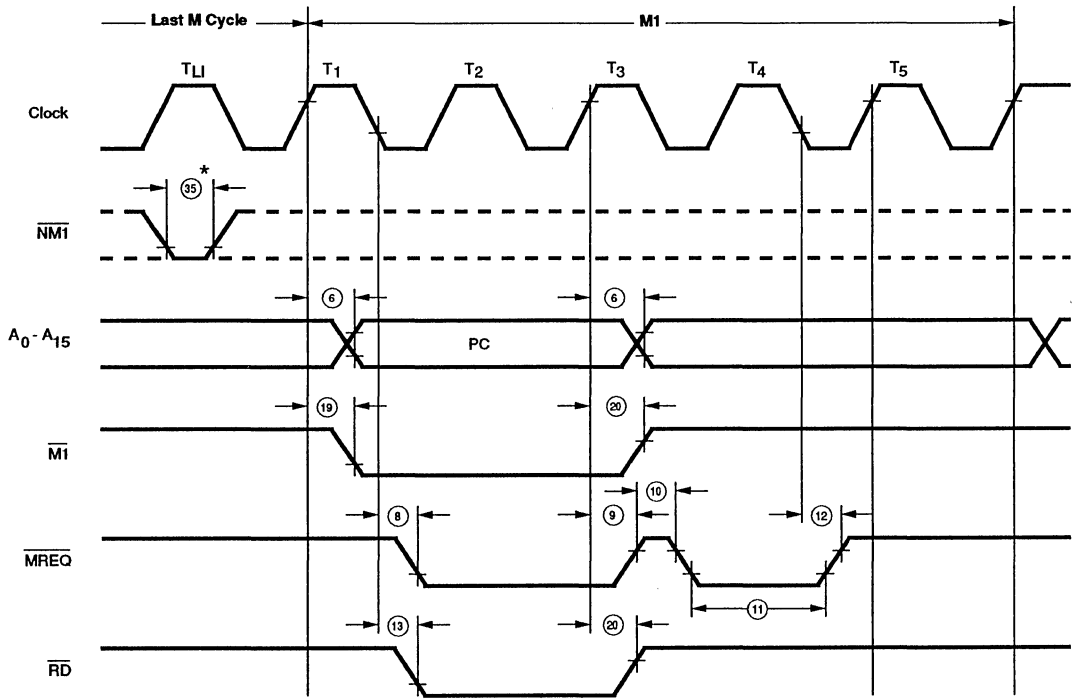 Last M Cycle M1
TLI T1 T2 T3 T4 T5
Clock
35 *
NM1
6 6
A0 - A15
PC
19 20
M1
10
8 9 12
MREQ
11
13 20
RD